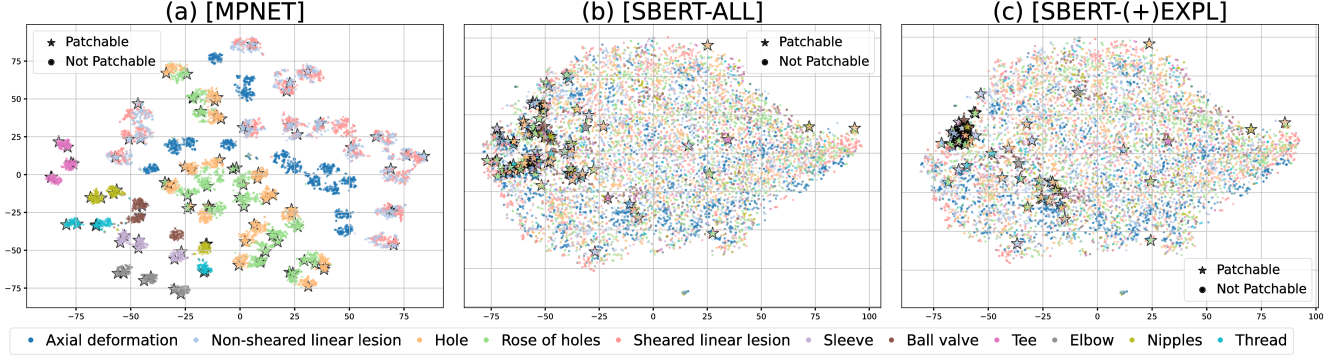 (a) [MPNET]
Patchable
Not Patchable
75
50
25
0
−25
−50
−75
−75 −50 −25 0 25 50 75
(b) [SBERT-ALL]
Patchable
Not Patchable
−75 −50 −25 0 25 50 75 100
(c) [SBERT-(+)EXPL]
Patchable
Not Patchable
−75 −50 −25 0 25 50 75 100
Axial deformation Non-sheared linear lesion Hole Rose of holes Sheared linear lesion Sleeve Ball valve Tee Elbow Nipples Thread